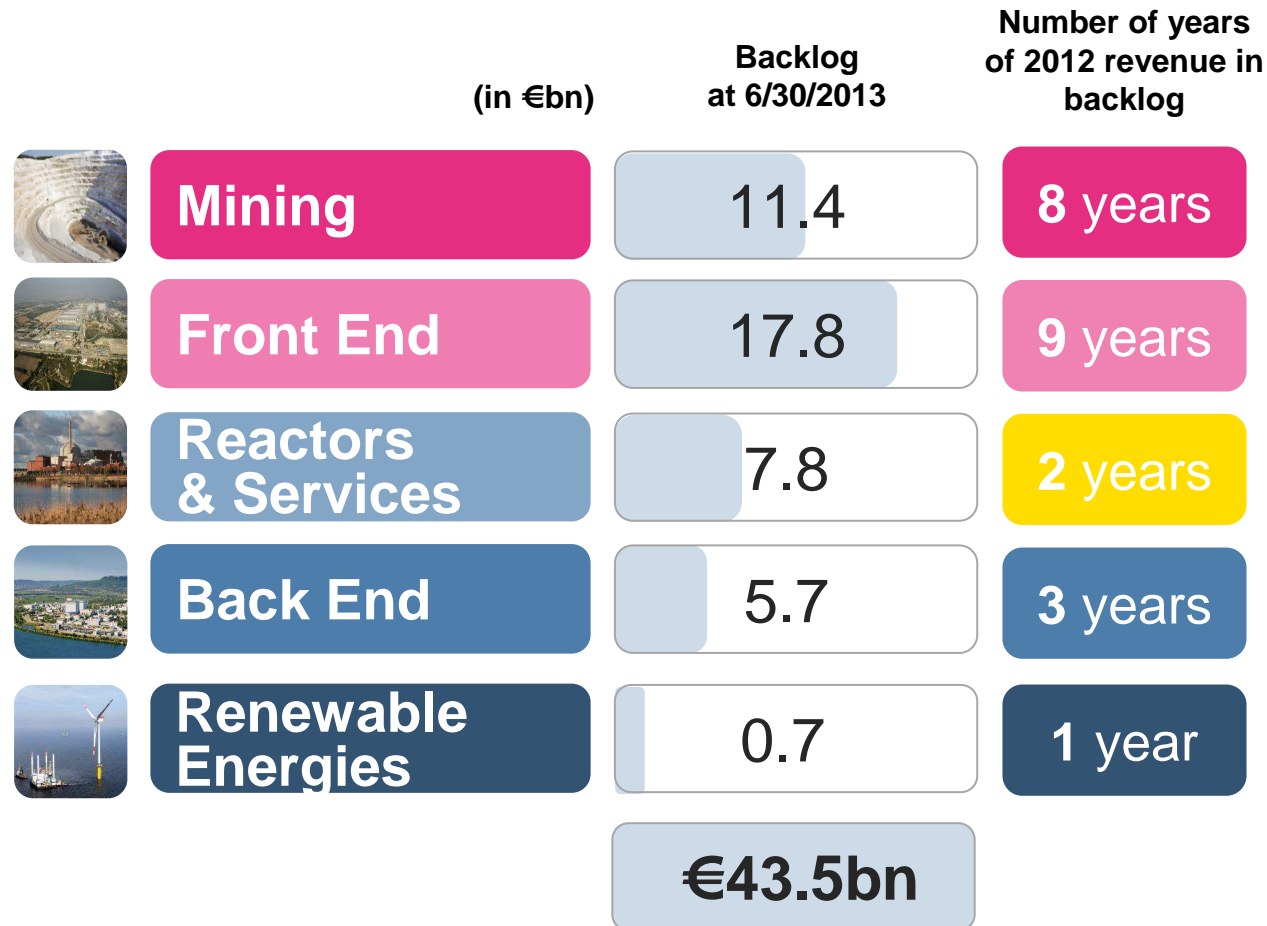 (in €bn)
Backlog
at 6/30/2013
Number of years
of 2012 revenue in
backlog
Mining
11.4
8 years
Front End
17.8
9 years
Reactors
& Services
7.8
2 years
Back End
5.7
3 years
Renewable
Energies
0.7
1 year
€43.5bn